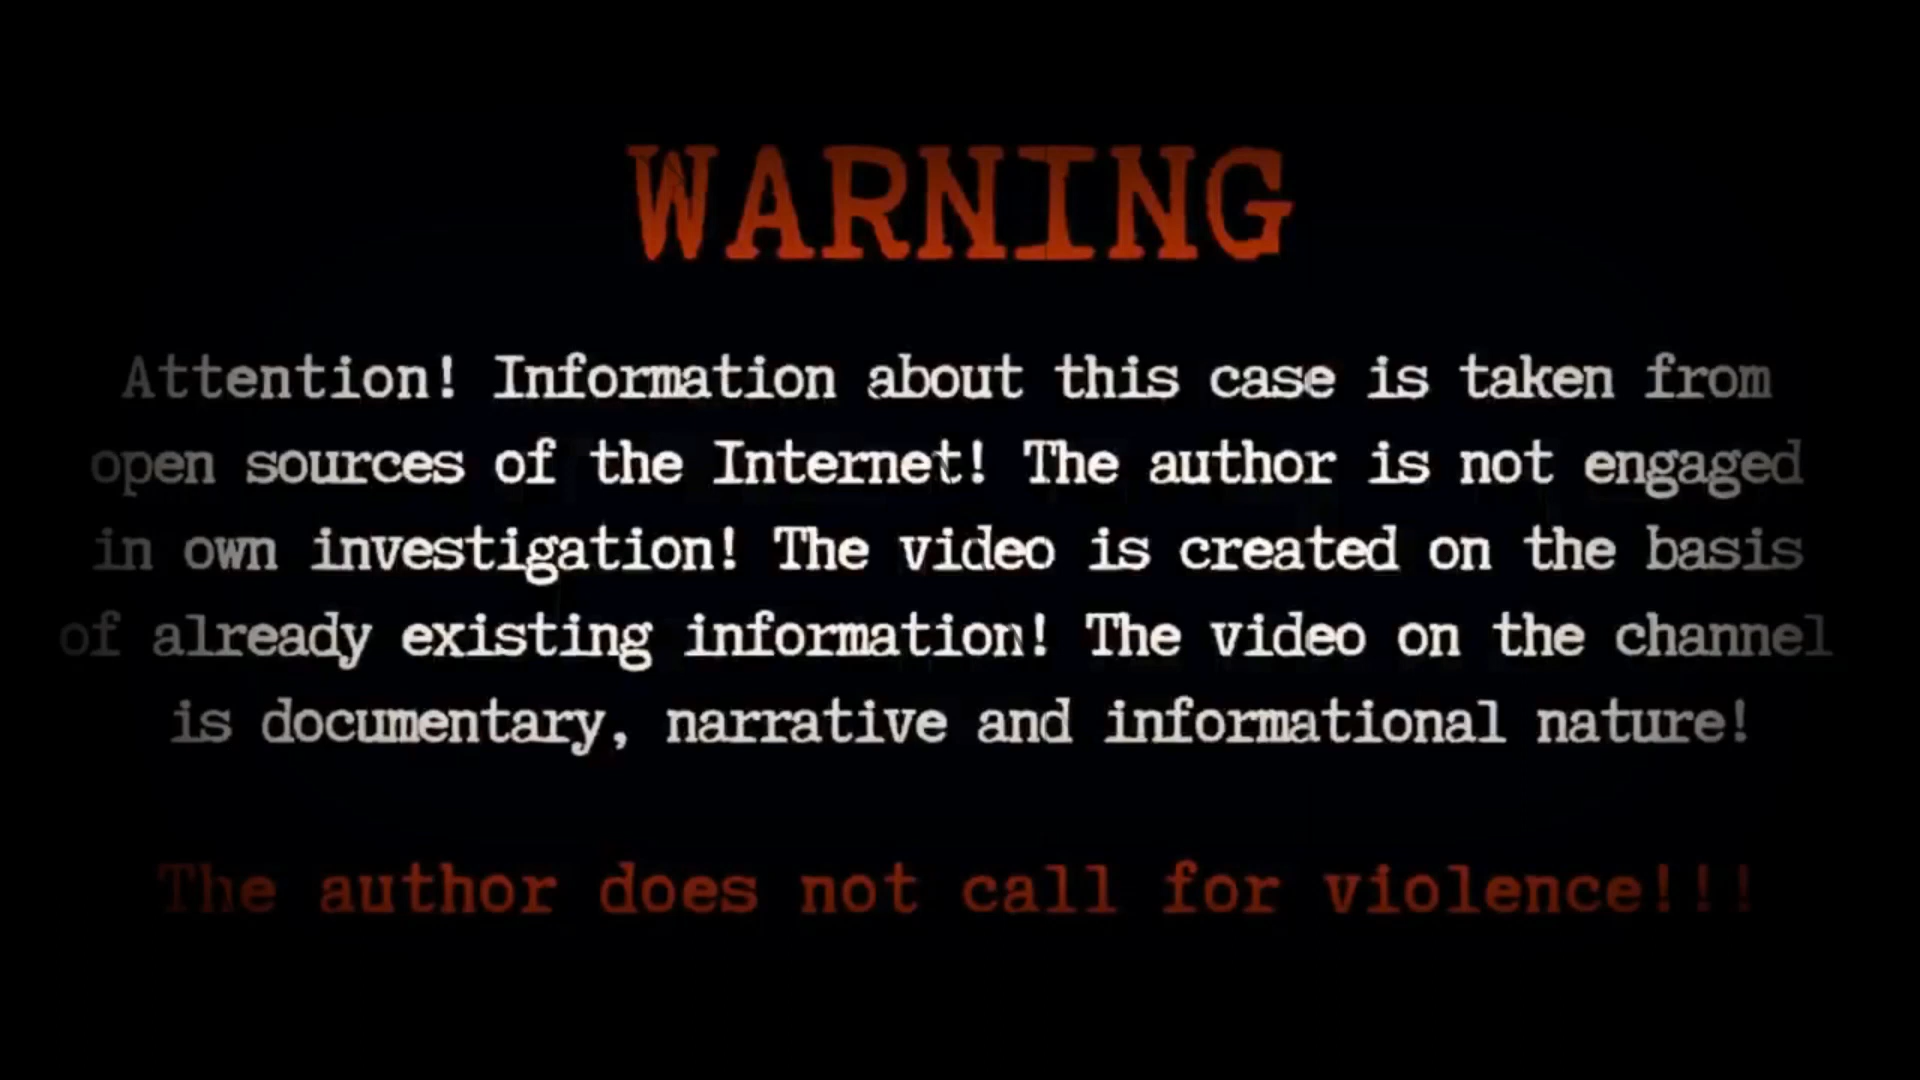 WARNING
Attention! Information about this case is taken from
open sources of the Internet! The author is not engaged
in own investigation! The video is created on the basis
of already existing information! The video on the channel
is documentary, narrative and informational nature!
The author does not call for violence!!!